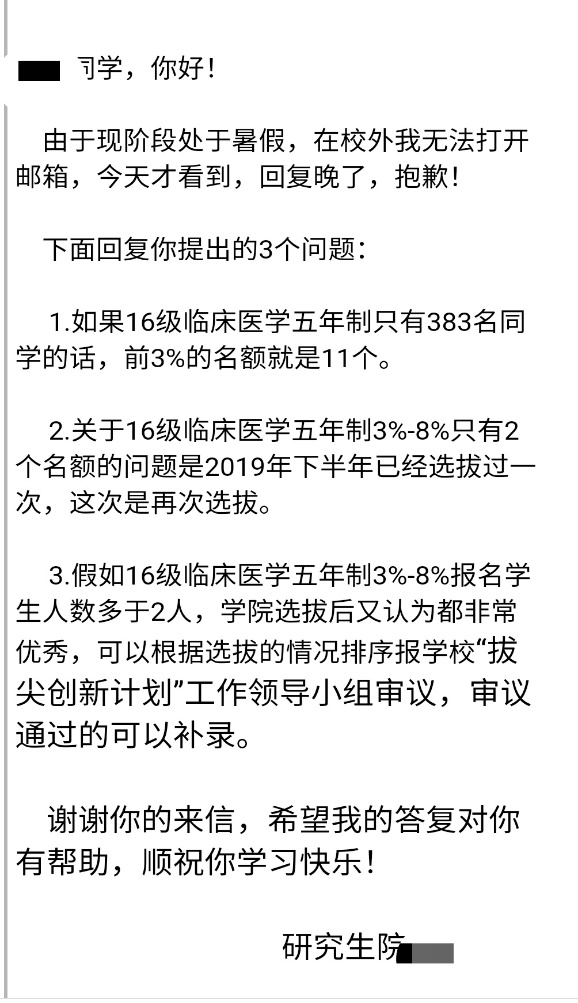 同学，你好！
由于现阶段处于暑假，在校外我无法打开
邮箱，今天才看到，回复晚了，抱歉！
下面回复你提出的3个问题：
1.如果16级临床医学五年制只有383名同
学的话，前3%的名额就是11个。
2.关于16级临床医学五年制3%-8%只有2
个名额的问题是2019年下半年已经选拔过一
次，这次是再次选拔。
3.假如16级临床医学五年制3%-8%报名学
生人数多于2人，学院选拔后又认为都非常
优秀，可以根据选拔的情况排序报学校“拔
尖创新计划”工作领导小组审议，审议
通过的可以补录。
谢谢你的来信，希望我的答复对你
有帮助，顺祝你学习快乐！
研究生院